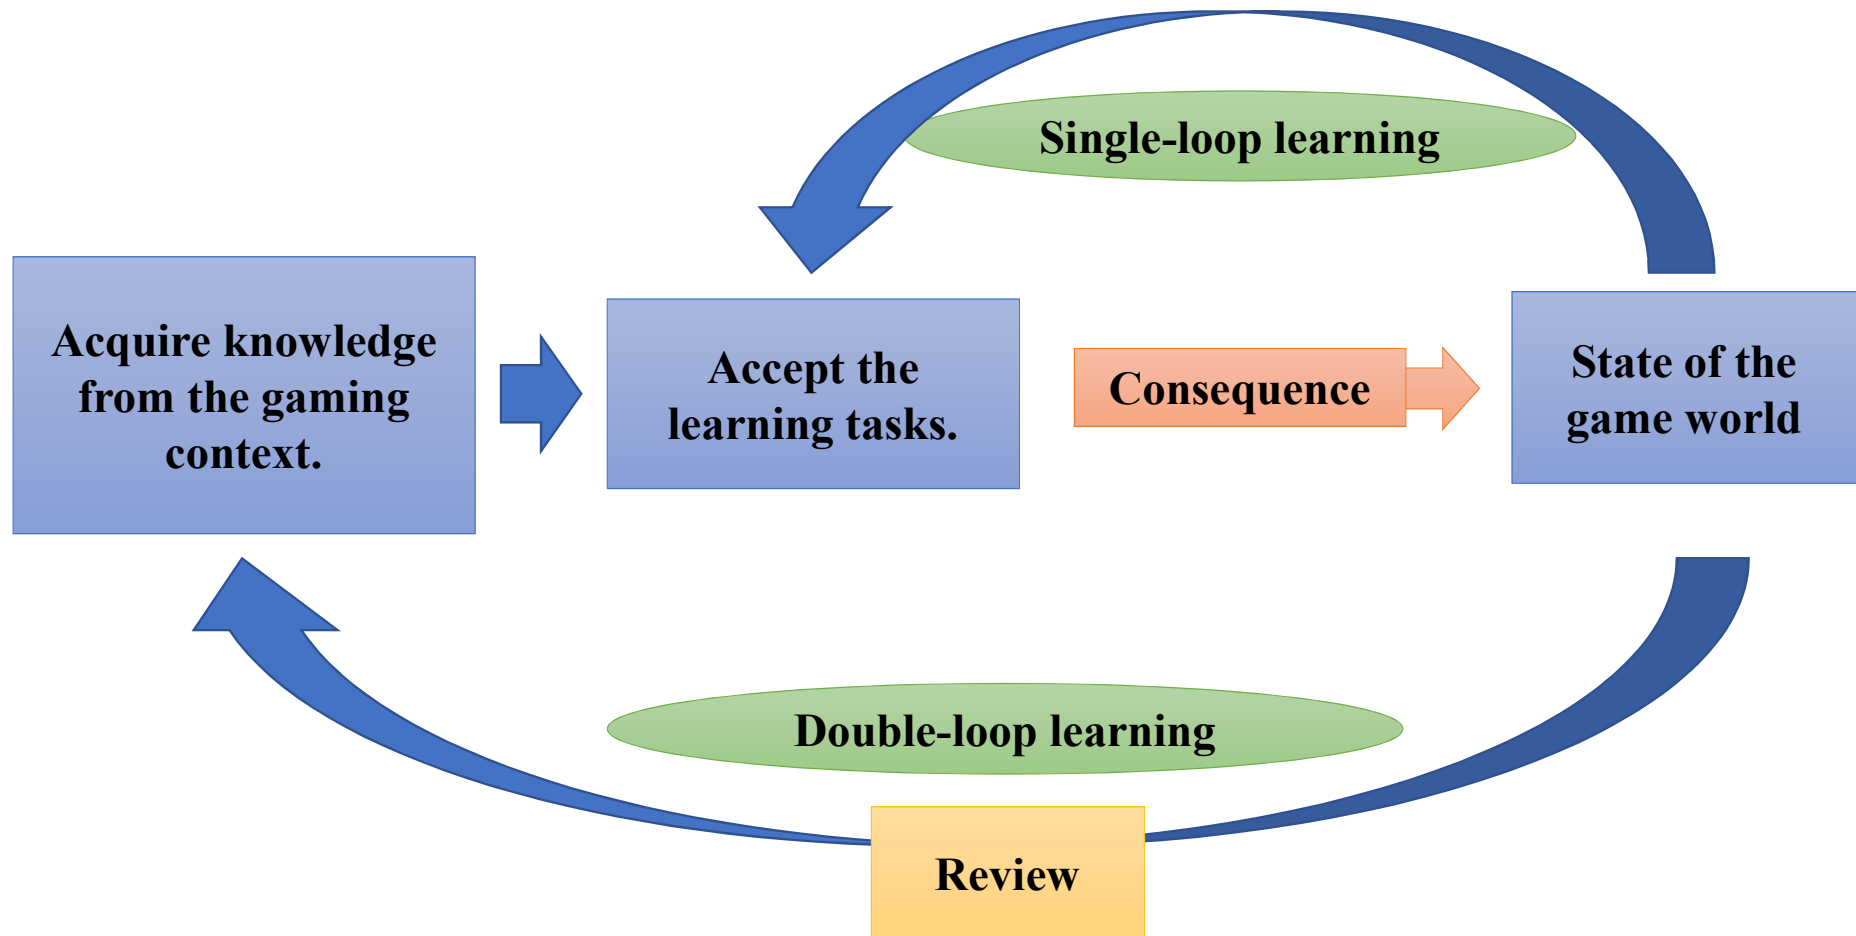 Single-loop learning
Acquire knowledge
from the gaming
context.
Accept the
learning tasks.
Consequence
State of the
game world
Double-loop learning
Review